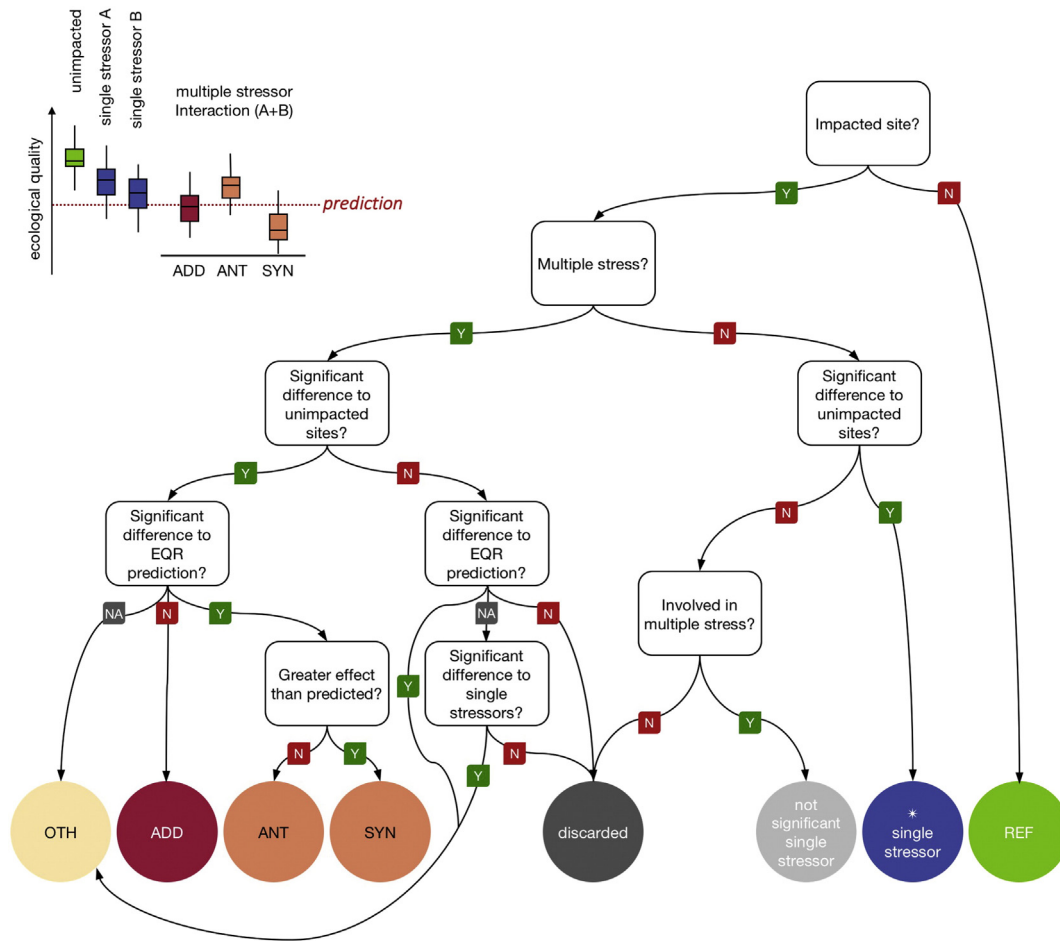 unimpacted
single stressor A
single stressor B
multiple stressor
Interaction (A+B)
ecological quality
prediction
ADD
ANT
SYN
Impacted site?
Y
N
Multiple stress?
Y
N
Significant
difference to
unimpacted
sites?
Significant
difference to
unimpacted
sites?
Y
N
N
Y
Significant
difference to
EQR
prediction?
Significant
difference to
EQR
prediction?
Involved in
multiple stress?
NA
N
Y
NA
N
Y
Greater effect
than predicted?
Significant
difference to
single
stressors?
N
Y
N
Y
N
Y
OTH
ADD
ANT
SYN
discarded
not
significant
single
stressor
*
single
stressor
REF